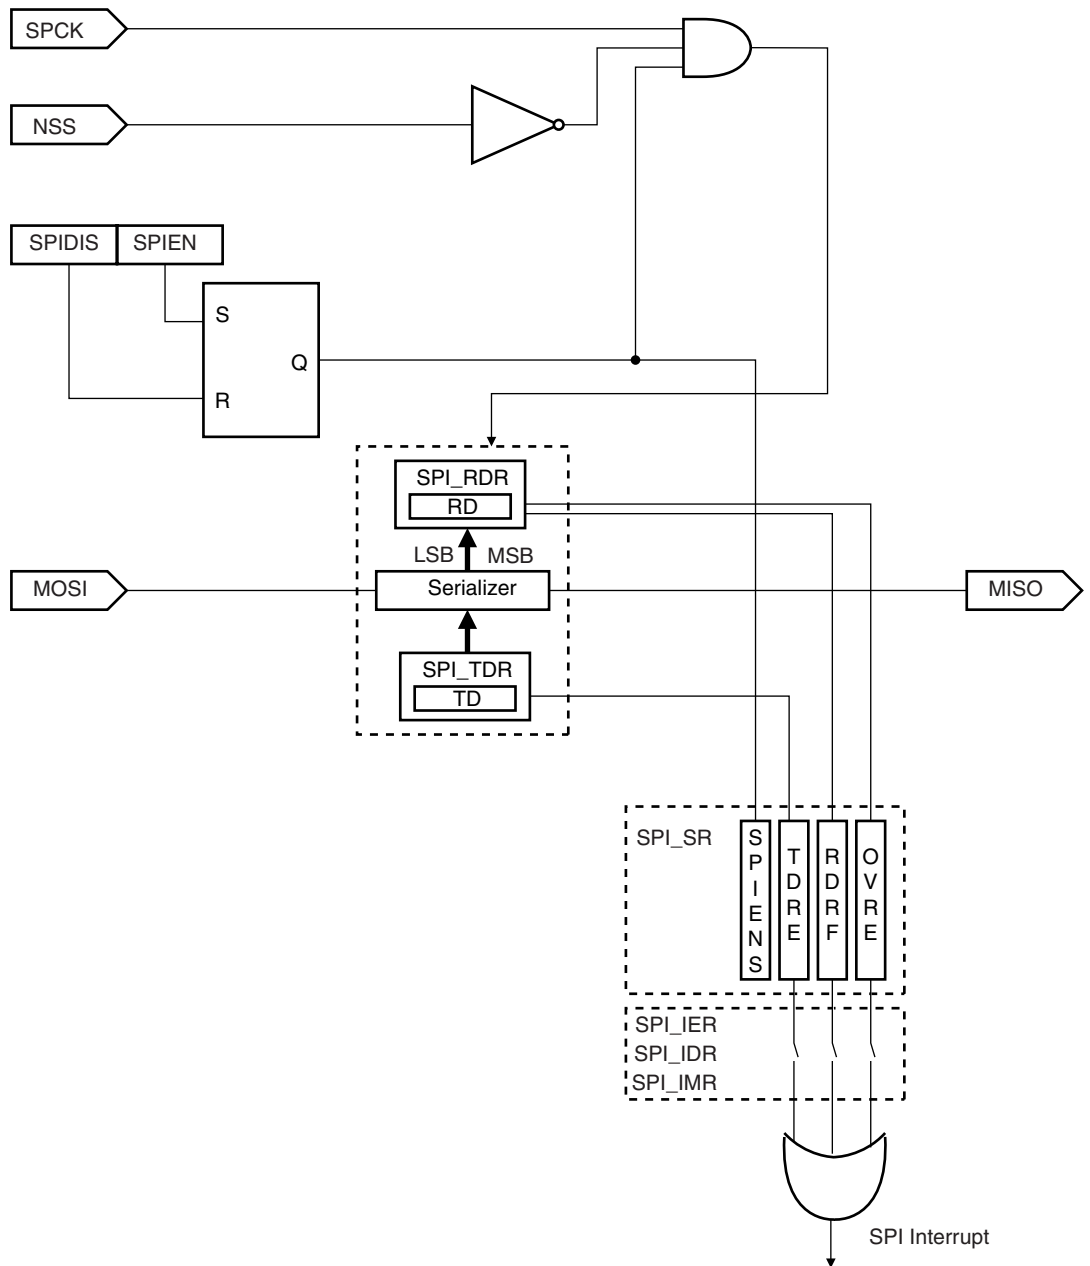 SPCK
NSS
SPIDIS SPIEN
S
Q
R
SPI_RDR
RD
LSB MSB
MOSI
Serializer
MISO
SPI_TDR
TD
SPI_SR
SPIENS
TDRE
RDRF
OVRE
SPI_IER
SPI_IDR
SPI_IMR
SPI Interrupt